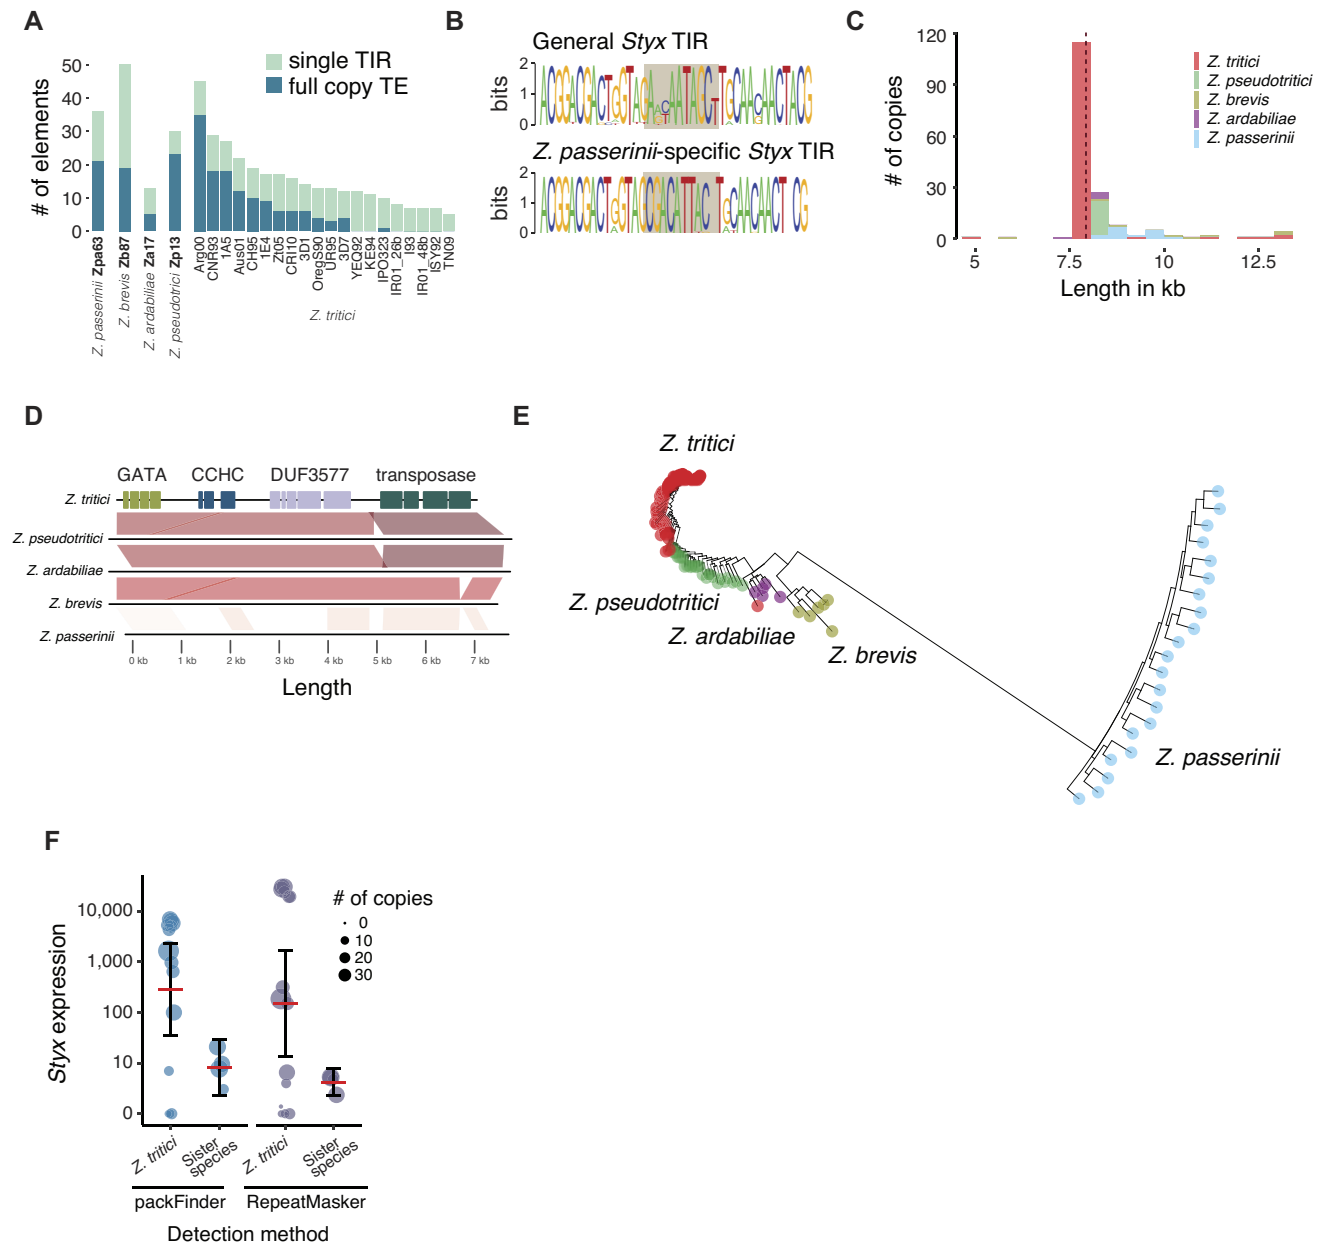 A
single TIR
full copy TE
# of elements
50
40
30
20
10
0
Z. passerinii Zpa63
Z. brevis Zb87
Z. ardabiliae Za17
Z. pseudotritici Zp13
Arg00
CNR93
1A5
Aus01
CH95
1E4
Zt05
CRI10
3D1
OregS90
UR95
3D7
YEQ92
KE94
IPO323
IR01_26b
I93
IR01_48b
ISY92
TN09
Z. tritici
B
General Styx TIR
bits
2
1
0
Z. passerinii-specific Styx TIR
bits
2
1
0
C
# of copies
120
90
60
30
0
5
7.5
10
12.5
Length in kb
Z. tritici
Z. pseudotritici
Z. brevis
Z. ardabiliae
Z. passerinii
D
GATA CCHC DUF3577 transposase
Z. tritici
Z. pseudotritici
Z. ardabiliae
Z. brevis
Z. passerinii
0 kb 1 kb 2 kb 3 kb 4 kb 5 kb 6 kb 7 kb
Length
E
Z. tritici
Z. pseudotritici
Z. ardabiliae
Z. brevis
Z. passerinii
F
Styx expression
10,000
1,000
100
10
0
# of copies
0
10
20
30
Z. tritici
Sister species
Z. tritici
Sister species
packFinder
RepeatMasker
Detection method